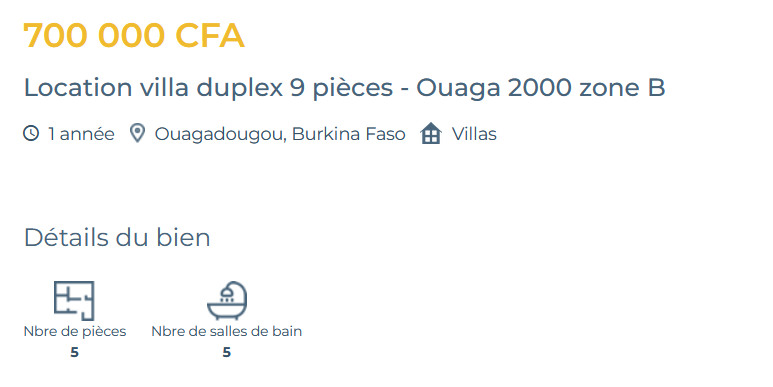 700 000 CFA
Location villa duplex 9 pièces - Ouaga 2000 zone B
1 année Ouagadougou, Burkina Faso Villas
Détails du bien
Nbre de pièces Nbre de salles de bain
5 5